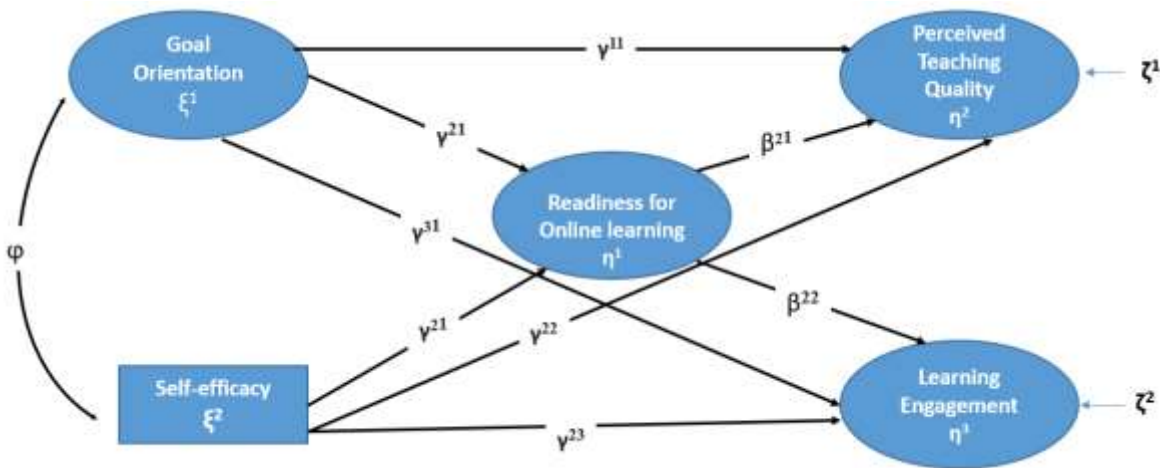 Goal
Orientation
ξ¹
γ¹¹
Perceived
Teaching
Quality
η²
ζ¹
γ²¹
β²¹
Readiness for
Online learning
η¹
γ³¹
φ
β²²
γ²¹
γ²²
Self-efficacy
ξ²
γ²³
Learning
Engagement
η³
ζ²